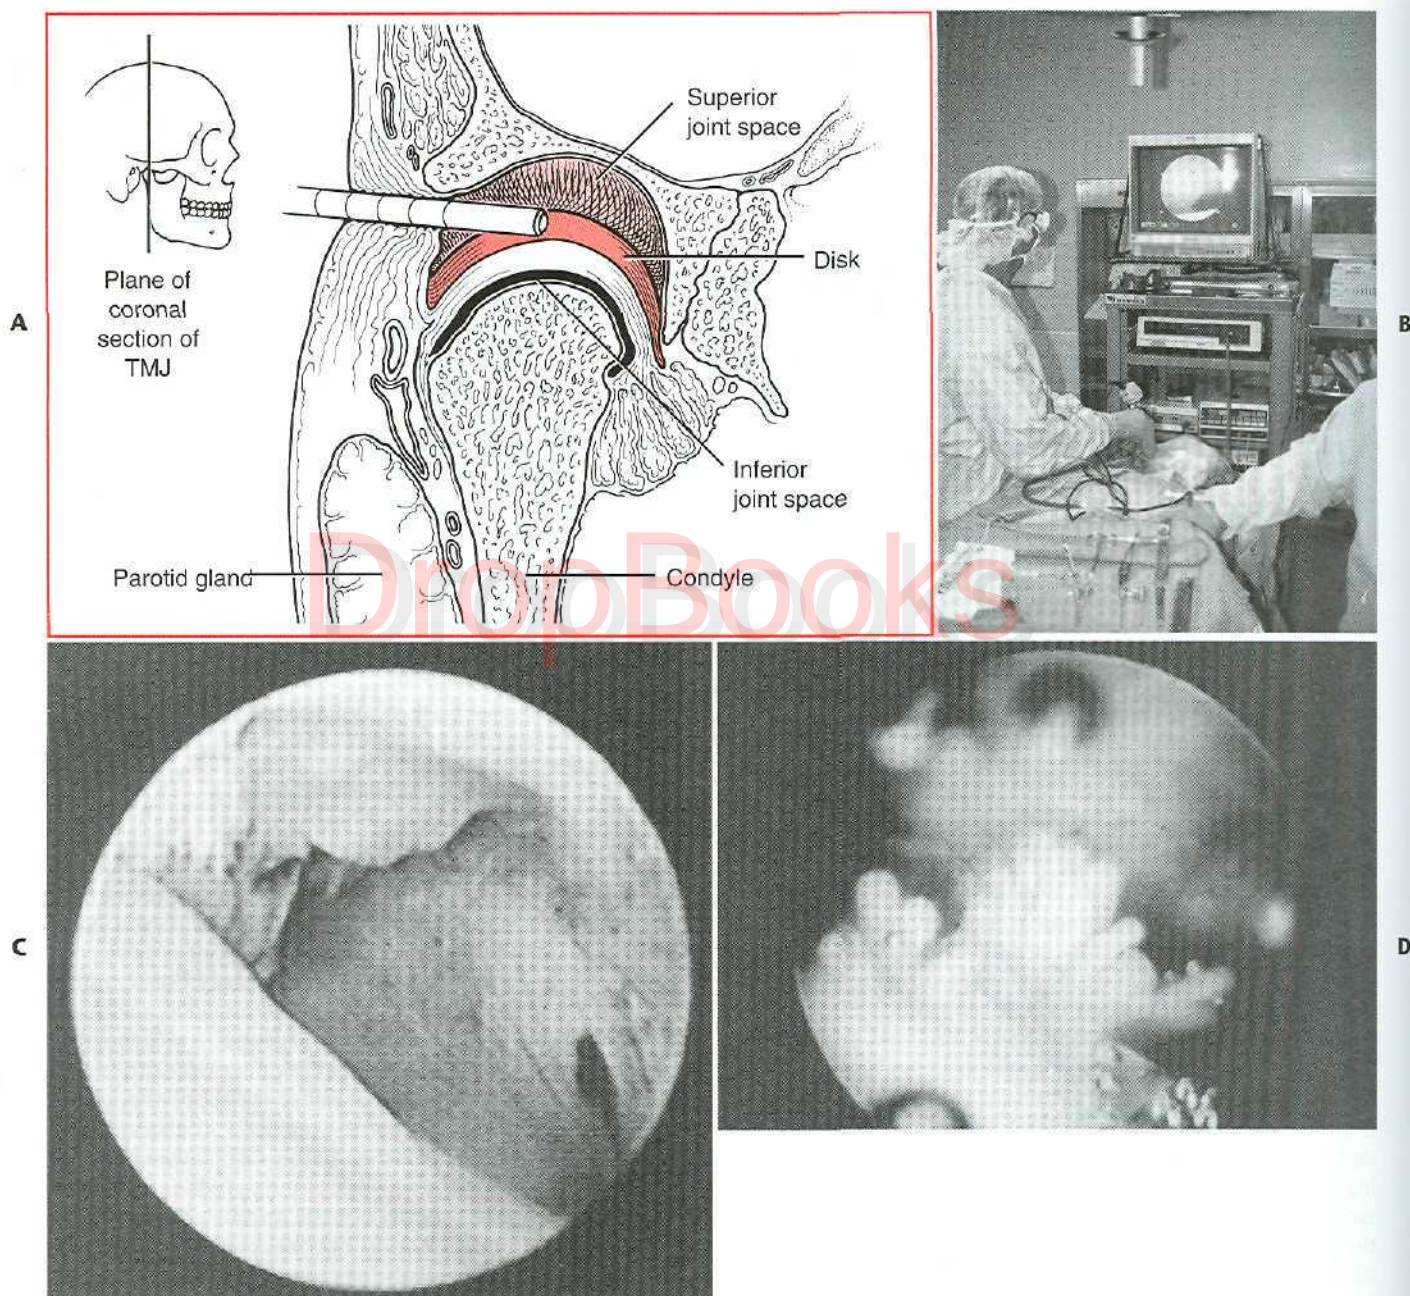 Superior
joint space
Disk
Plane of
coronal
section of
TMJ
A
B
Inferior
joint space
Parotid gland
Condyle
DropBooks
C
D